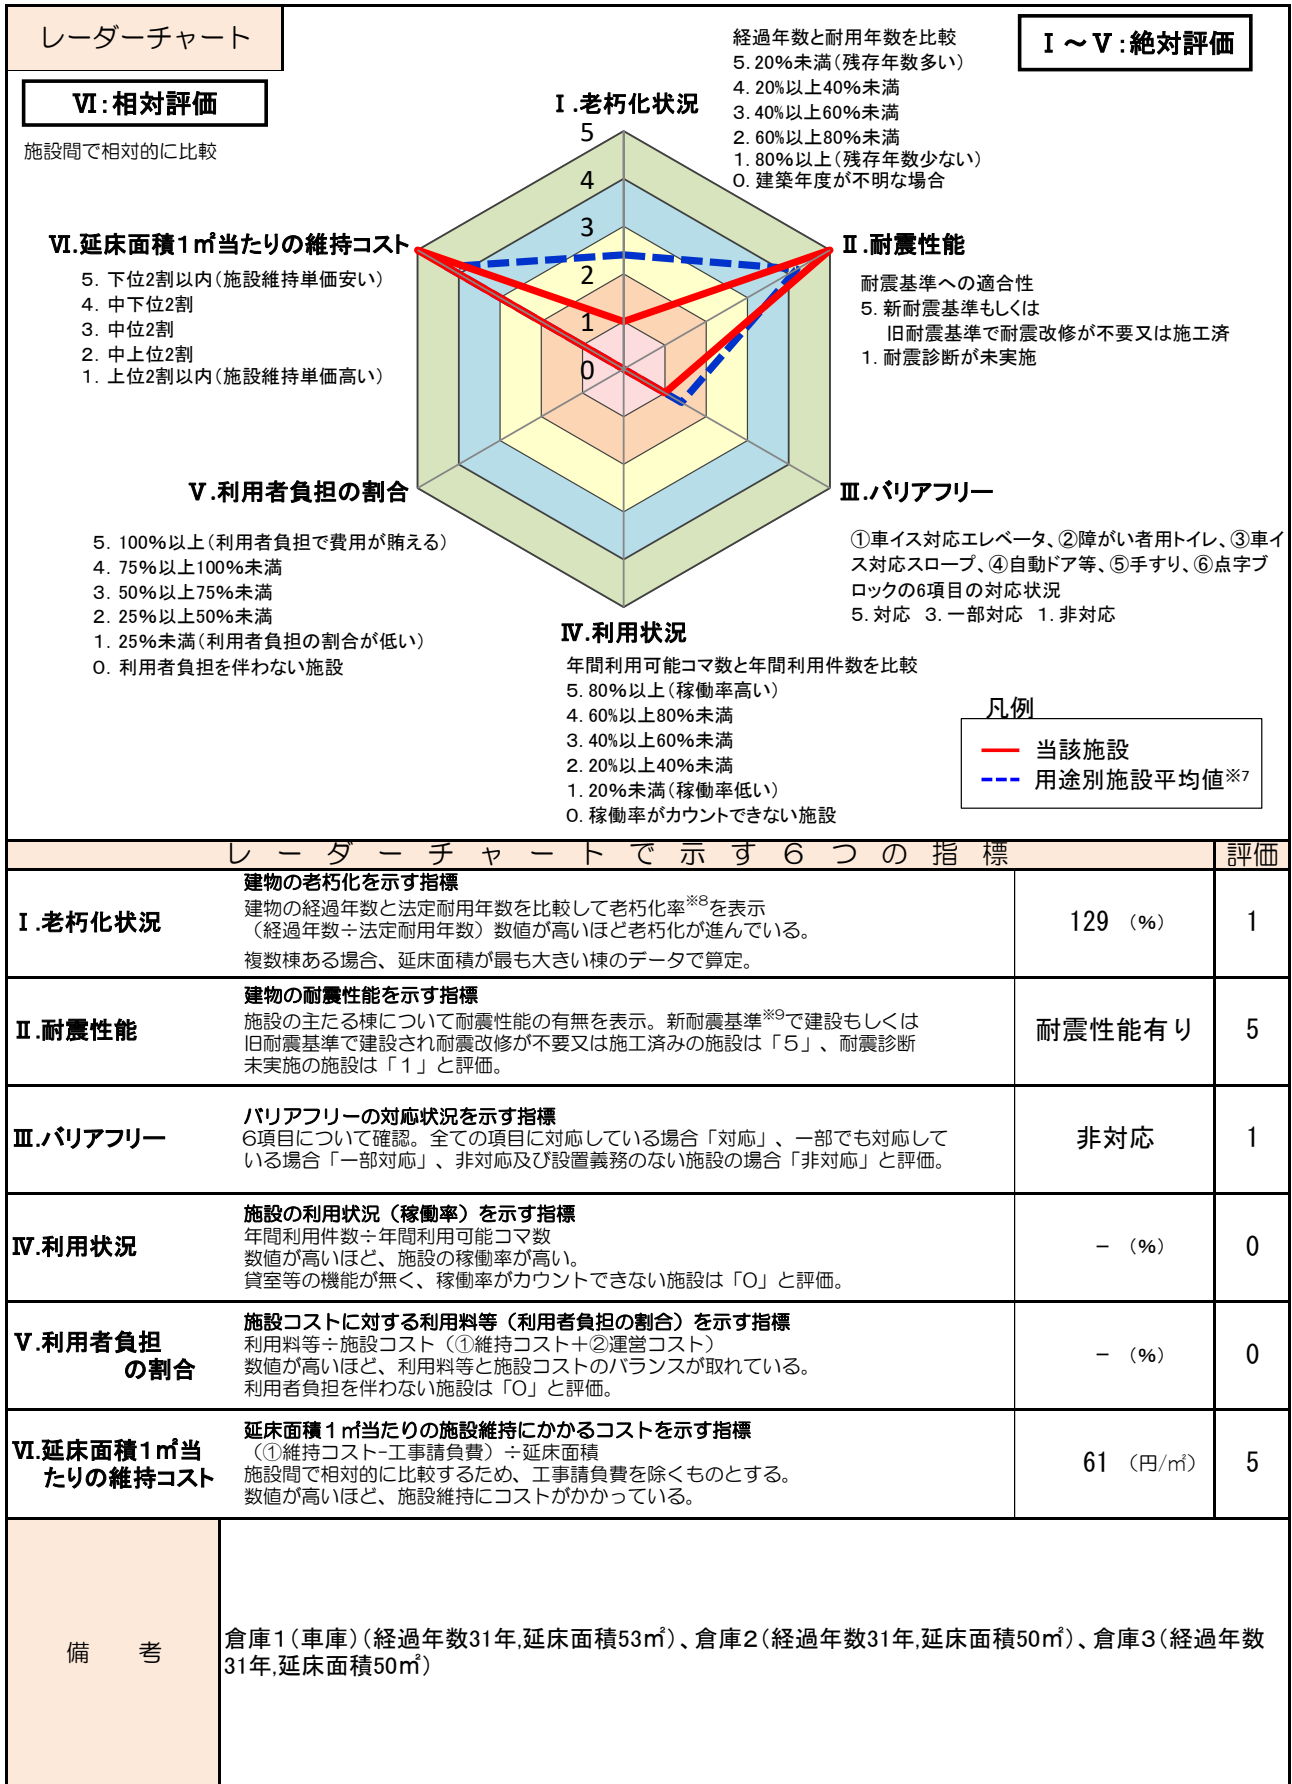 レーダーチャート
Ⅵ:相対評価
施設間で相対的に比較
Ⅰ～Ⅴ:絶対評価
Ⅰ.老朽化状況
経過年数と耐用年数を比較
5. 20%未満(残存年数多い)
4. 20%以上40%未満
3. 40%以上60%未満
2. 60%以上80%未満
1. 80%以上(残存年数少ない)
0. 建築年度が不明な場合
5
4
3
2
1
0
Ⅵ.延床面積1㎡当たりの維持コスト
5. 下位2割以内(施設維持単価安い)
4. 中下位2割
3. 中位2割
2. 中上位2割
1. 上位2割以内(施設維持単価高い)
Ⅱ.耐震性能
耐震基準への適合性
5. 新耐震基準もしくは
旧耐震基準で耐震改修が不要又は施工済
1. 耐震診断が未実施
Ⅴ.利用者負担の割合
5. 100%以上(利用者負担で費用が賄える)
4. 75%以上100%未満
3. 50%以上75%未満
2. 25%以上50%未満
1. 25%未満(利用者負担の割合が低い)
0. 利用者負担を伴わない施設
Ⅲ.バリアフリー
①車イス対応エレベータ、②障がい者用トイレ、③車イ
ス対応スロープ、④自動ドア等、⑤手すり、⑥点字ブ
ロックの6項目の対応状況
5. 対応 3. 一部対応 1. 非対応
Ⅳ.利用状況
年間利用可能コマ数と年間利用件数を比較
5. 80%以上(稼働率高い)
4. 60%以上80%未満
3. 40%以上60%未満
2. 20%以上40%未満
1. 20%未満(稼働率低い)
0. 稼働率がカウントできない施設
凡例
当該施設
用途別施設平均値※7
レーダーチャートで示す6つの指標 評価
Ⅰ.老朽化状況
建物の老朽化を示す指標
建物の経過年数と法定耐用年数を比較して老朽化率※8を表示
（経過年数÷法定耐用年数）数値が高いほど老朽化が進んでいる。
複数棟ある場合、延床面積が最も大きい棟のデータで算定。
129 （%） 1
Ⅱ.耐震性能
建物の耐震性能を示す指標
施設の主たる棟について耐震性能の有無を表示。新耐震基準※9で建設もしくは
旧耐震基準で建設され耐震改修が不要又は施工済みの施設は「5」、耐震診断
未実施の施設は「1」と評価。
耐震性能有り 5
Ⅲ.バリアフリー
バリアフリーの対応状況を示す指標
6項目について確認。全ての項目に対応している場合「対応」、一部でも対応して
いる場合「一部対応」、非対応及び設置義務のない施設の場合「非対応」と評価。
非対応 1
Ⅳ.利用状況
施設の利用状況（稼働率）を示す指標
年間利用件数÷年間利用可能コマ数
数値が高いほど、施設の稼働率が高い。
貸室等の機能が無く、稼働率がカウントできない施設は「0」と評価。
－ （%） 0
Ⅴ.利用者負担
の割合
施設コストに対する利用料等（利用者負担の割合）を示す指標
利用料等÷施設コスト（①維持コスト＋②運営コスト）
数値が高いほど、利用料等と施設コストのバランスが取れている。
利用者負担を伴わない施設は「0」と評価。
－ （%） 0
Ⅵ.延床面積1㎡当
たりの維持コスト
延床面積1㎡当たりの施設維持にかかるコストを示す指標
（①維持コスト-工事請負費）÷延床面積
施設間で相対的に比較するため、工事請負費を除くものとする。
数値が高いほど、施設維持にコストがかかっている。
61 （円/㎡） 5
備 考
倉庫1(車庫)(経過年数31年,延床面積53㎡)、倉庫2(経過年数31年,延床面積50㎡)、倉庫3(経過年数
31年,延床面積50㎡)